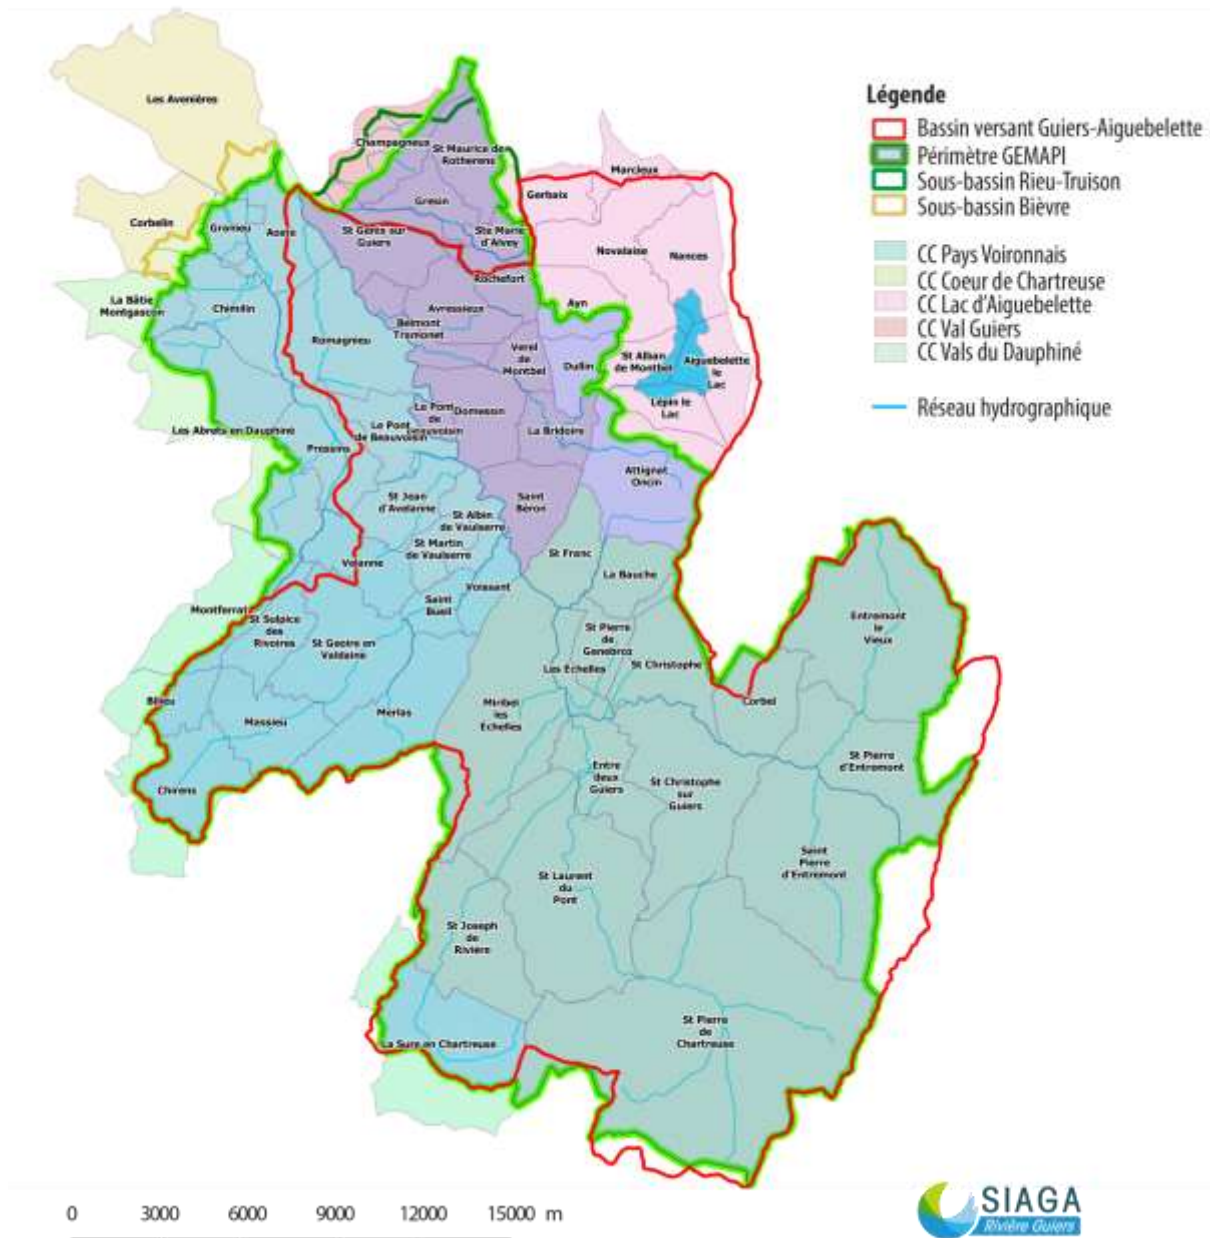 Légende
Bassin versant Guiers-Aiguebelette
Périmètre GEMAPI
Sous-bassin Rieu-Truison
Sous-bassin Bièvre
CC Pays Voironnais
CC Coeur de Chartreuse
CC Lac d'Aiguebelette
CC Val Guiers
CC Vals du Dauphiné
Réseau hydrographique
Les Avenières
Champagneux
St Maurice de
Rotherens
Marcieux
Gerbaix
Corbelin
Granieu
Aoste
Gresin
St Genix sur
Guiers
Ste Marie
d'Alvey
Novalaise
Nances
Rochefort
La Bâtie
Montgascon
Chimilin
Avressieux
Ayn
Belmont
Tramonet
Romagnieu
Verel
de
Montbel
Dullin
St Alban
de Montbel
Aiguebelette
le
Lac
Lépin le
Lac
Le Pont
de
Beauvoisin
Domessin
Le Pont
de Beauvoisin
La Bridoire
Les Abrets en Dauphiné
Pressins
Attignat
Oncin
St Jean
d'Avelanne
Saint
Béron
St Albin
de Vaulserre
St Martin
de Vaulserre
St Franc
Velanne
La Bauche
Voissant
Saint
Bueil
Montferrat
St Sulpice
des
Rivoires
St Geoire en
Valdaine
St Pierre
de
Genebroz
Entremont
le
Vieux
Les Echelles
St Christophe
Bilieu
Massieu
Merlas
Miribel
les
Echelles
Corbel
St Pierre
d'Entremont
Chirens
Entre
deux
Guiers
St Christophe
sur
Guiers
Saint
Pierre
d'Entremont
St Laurent
du
Pont
St Joseph
de
Rivière
St Pierre
de
Chartreuse
La Sure en Chartreuse
0 3000 6000 9000 12000 15000 m
SIAGA
Rivière Guiers